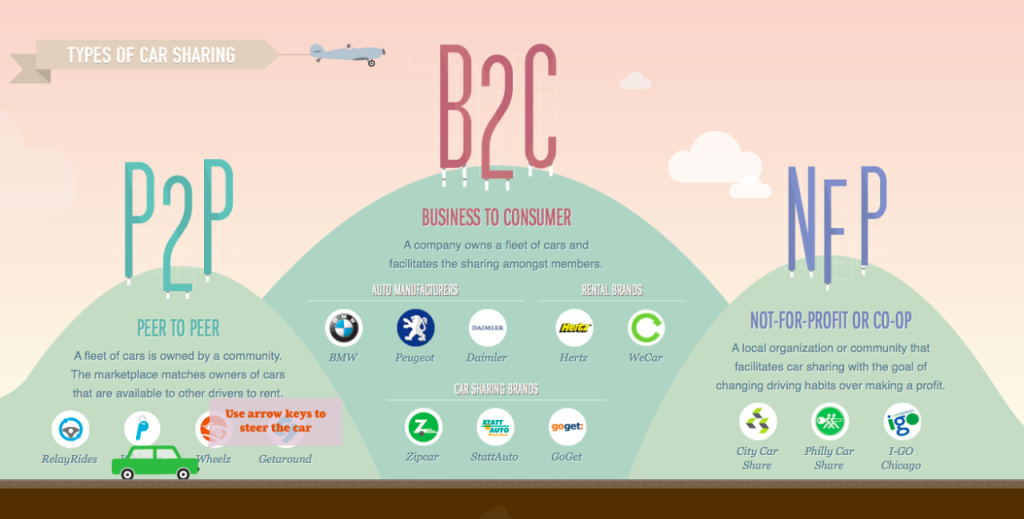 TYPES OF CAR SHARING
B2C
P2P
NFP
BUSINESS TO CONSUMER
A company owns a fleet of cars and
facilitates the sharing amongst members.
AUTO MANUFACTURERS
BMW
Peugeot
DAIMLER
Daimler
RENTAL BRANDS
Hertz
Hertz
WeCar
CAR SHARING BRANDS
Z
Zipcar
STATT
AUTO
StattAuto
goget:
GoGet
PEER TO PEER
A fleet of cars is owned by a community.
The marketplace matches owners of cars
that are available to other drivers to rent.
RelayRides
Wheelz
Getaround
Use arrow keys to
steer the car
NOT-FOR-PROFIT OR CO-OP
A local organization or community that
facilitates car sharing with the goal of
changing driving habits over making a profit.
City Car
Share
Philly Car
Share
igo
I-GO
Chicago